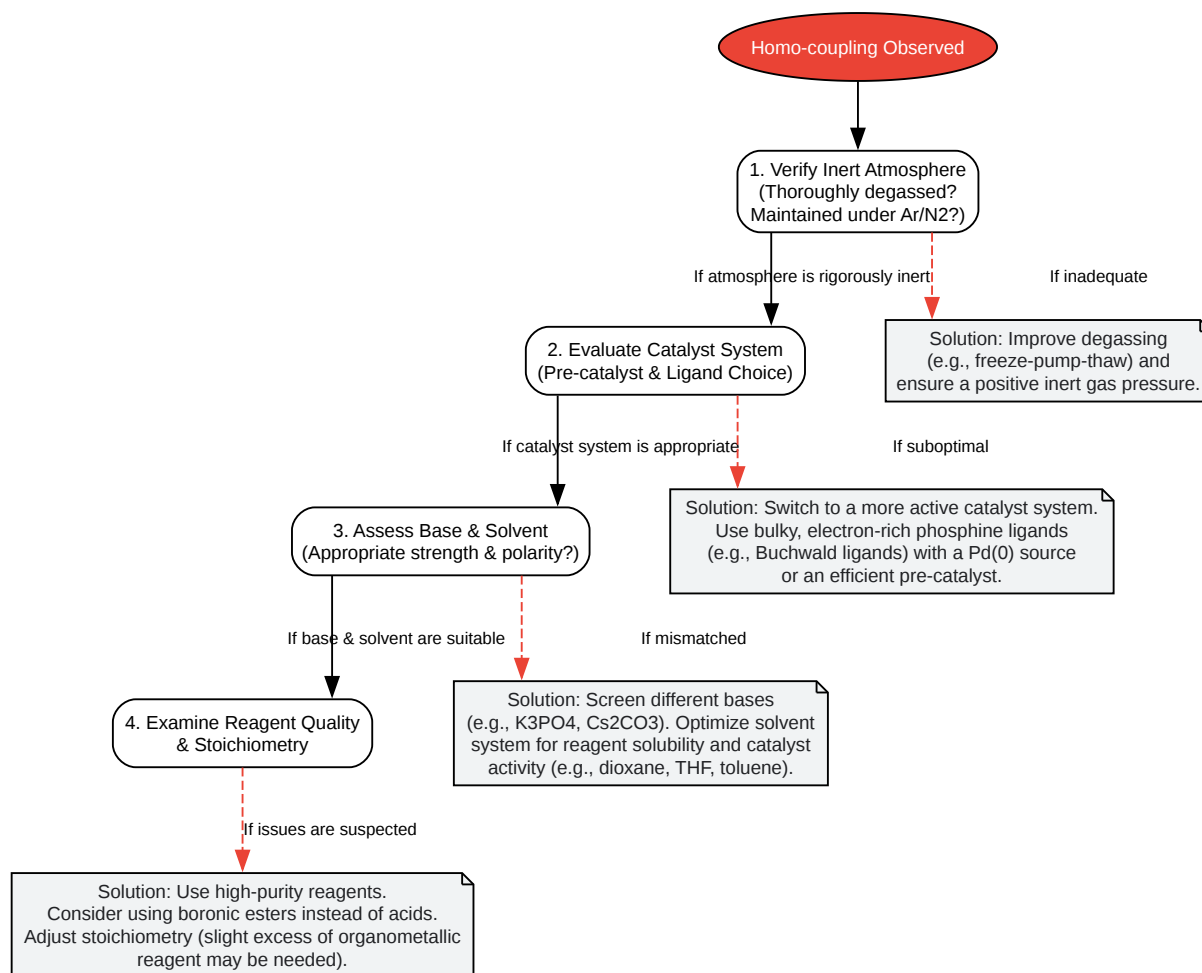 Homo-coupling Observed
1. Verify Inert Atmosphere
(Thoroughly degassed?
Maintained under Ar/N2?)
If atmosphere is rigorously inert
If inadequate
Solution: Improve degassing
(e.g., freeze-pump-thaw) and
ensure a positive inert gas pressure.
2. Evaluate Catalyst System
(Pre-catalyst & Ligand Choice)
If catalyst system is appropriate
If suboptimal
Solution: Switch to a more active catalyst system.
Use bulky, electron-rich phosphine ligands
(e.g., Buchwald ligands) with a Pd(0) source
or an efficient pre-catalyst.
3. Assess Base & Solvent
(Appropriate strength & polarity?)
If base & solvent are suitable
If mismatched
Solution: Screen different bases
(e.g., K3PO4, Cs2CO3). Optimize solvent
system for reagent solubility and catalyst
activity (e.g., dioxane, THF, toluene).
4. Examine Reagent Quality
& Stoichiometry
If issues are suspected
Solution: Use high-purity reagents.
Consider using boronic esters instead of acids.
Adjust stoichiometry (slight excess of organometallic
reagent may be needed).